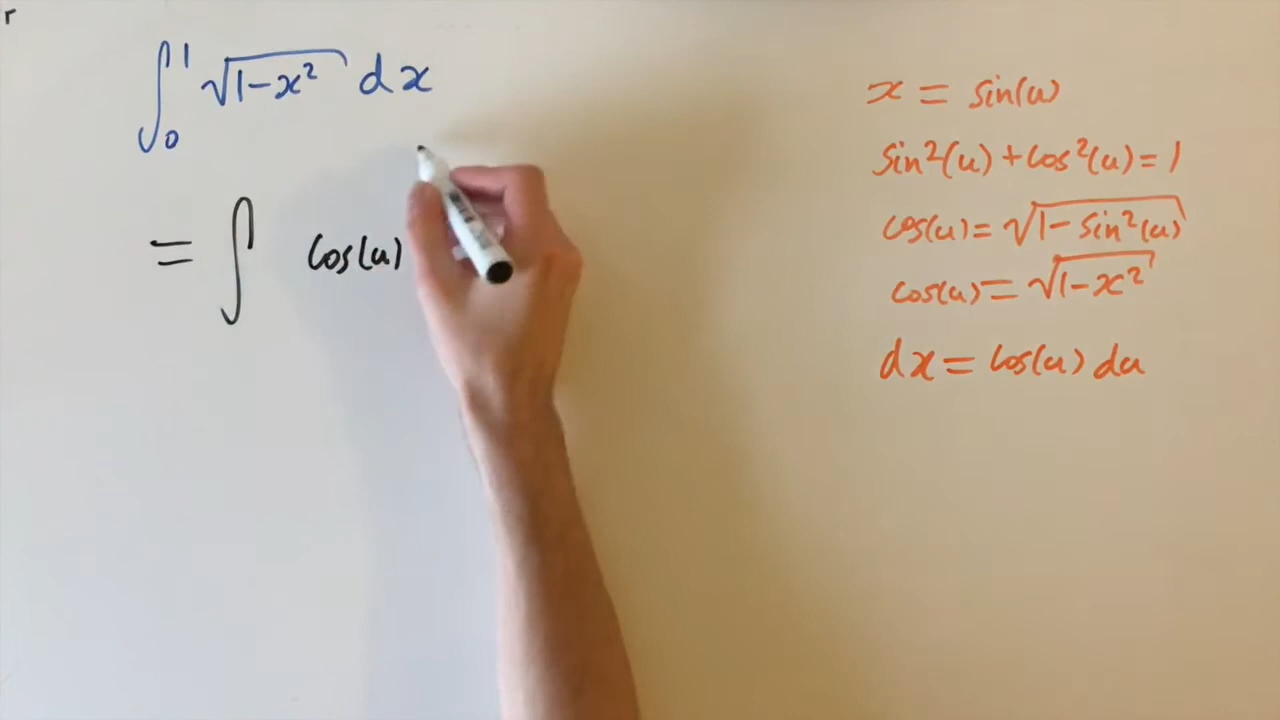 r
∫₀¹ √(1-x²) dx
= ∫ cos(u)
x = sin(u)
sin²(u) + cos²(u) = 1
cos(u) = √(1-sin²(u))
cos(u) = √(1-x²)
dx = cos(u) du